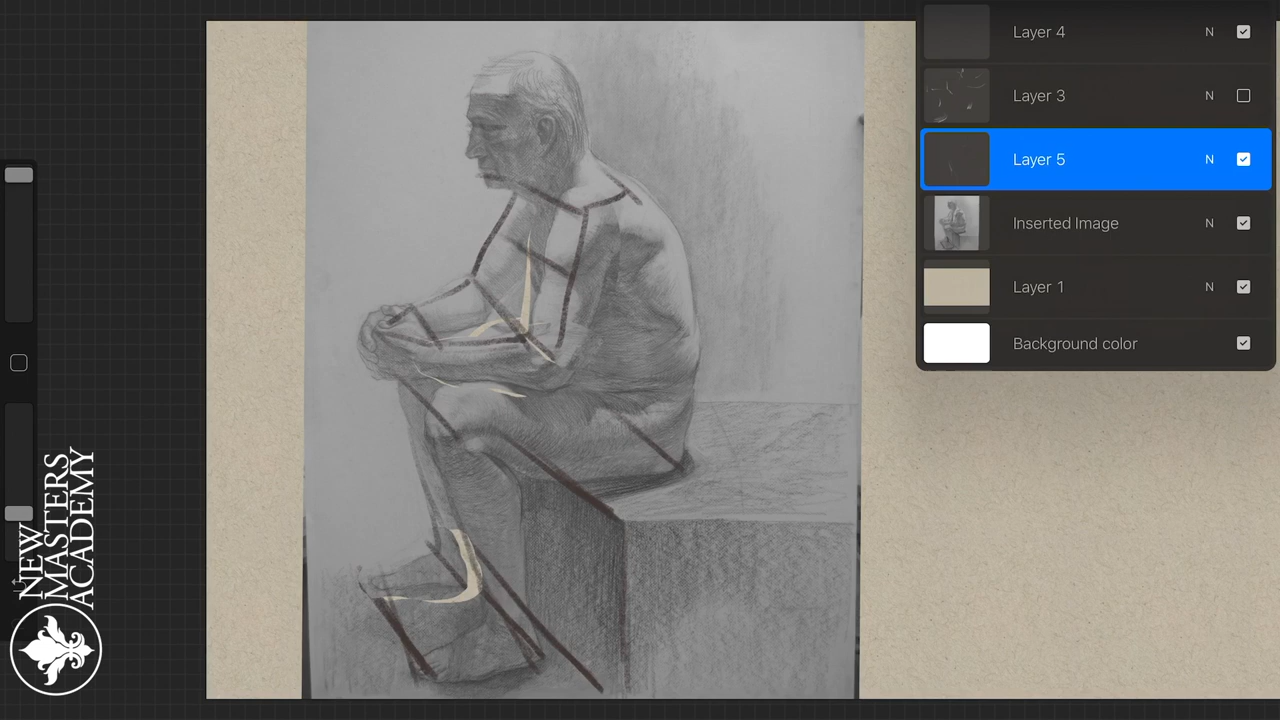 Layer 4 N
Layer 3 N
Layer 5 N
Inserted Image N
Layer 1 N
Background color
NEW
MASTERS
ACADEMY